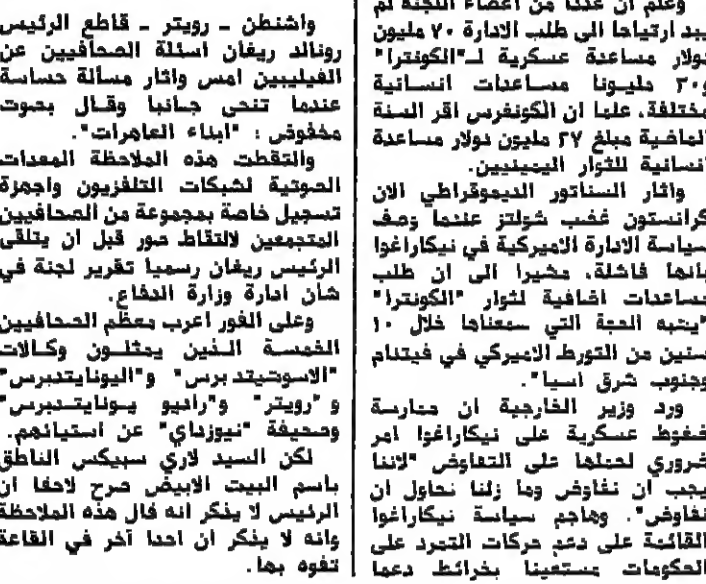 واشنطن ـ رويتر ـ قاطع الرئيس
رونالد ريغان اسئلة الصحافيين عن
الفيليبين امس واثار مسألة حساسة
عندما تنحى جانبا وقال بصوت
مخفوض : "ابناء العاهرات".
والتقطت هذه الملاحظة المعدات
الصوتية لشبكات التلفزيون واجهزة
تسجيل خاصة بمجموعة من الصحافيين
المتجمعين لالتقاط صور قبل ان يتلقى
الرئيس ريغان رسميا تقرير لجنة في
شأن ادارة وزارة الدفاع.
وعلى الفور اعرب معظم الصحافيين
الخمسة الذين يمثلون وكالات
"الاسوشيتدبرس" و"اليونايتدبرس"
و "رويتر" و"راديو يونايتدبرس"
وصحيفة "نيوزداي" عن استيائهم.
لكن السيد لاري سبيكس الناطق
باسم البيت الابيض صرح لاحقا ان
الرئيس لا يذكر انه قال هذه الملاحظة
وانه لا يذكر ان احدا آخر في القاعة
تفوه بها.
وعلم ان عددا من اعضاء اللجنة لم
يبد ارتياحا الى طلب الادارة ٧٠ مليون
دولار مساعدة عسكرية لـ"الكونترا"
و٣٠ مليونا مساعدات انسانية
مختلفة، علما ان الكونغرس اقر السنة
الماضية مبلغ ٢٧ مليون دولار مساعدة
انسانية للثوار اليمينيين.
واثار السناتور الديموقراطي الان
كرانستون غضب شولتز عندما وصف
سياسة الادارة الاميركية في نيكاراغوا
بانها فاشلة، مشيرا الى ان طلب
مساعدات اضافية لثوار "الكونترا"
"يشبه الحجة التي سمعناها خلال ١٠
سنين من التورط الاميركي في فيتنام
وجنوب شرق اسيا".
ورد وزير الخارجية ان ممارسة
ضغوط عسكرية على نيكاراغوا امر
ضروري لحملها على التفاوض "لاننا
يجب ان نفاوض وما زلنا نحاول ان
نفاوض". وهاجم سياسة نيكاراغوا
القائمة على دعم حركات التمرد على
الحكومات مستعينا بخرائط دعما